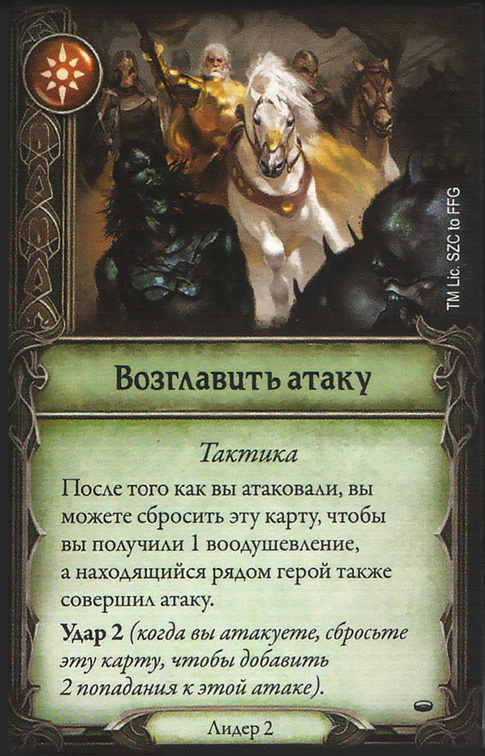 TM Lic. SZC to FFG
Возглавить атаку
Тактика
После того как вы атаковали, вы
можете сбросить эту карту, чтобы
вы получили 1 воодушевление,
а находящийся рядом герой также
совершил атаку.
Удар 2 (когда вы атакуете, сбросьте
эту карту, чтобы добавить
2 попадания к этой атаке).
Лидер 2